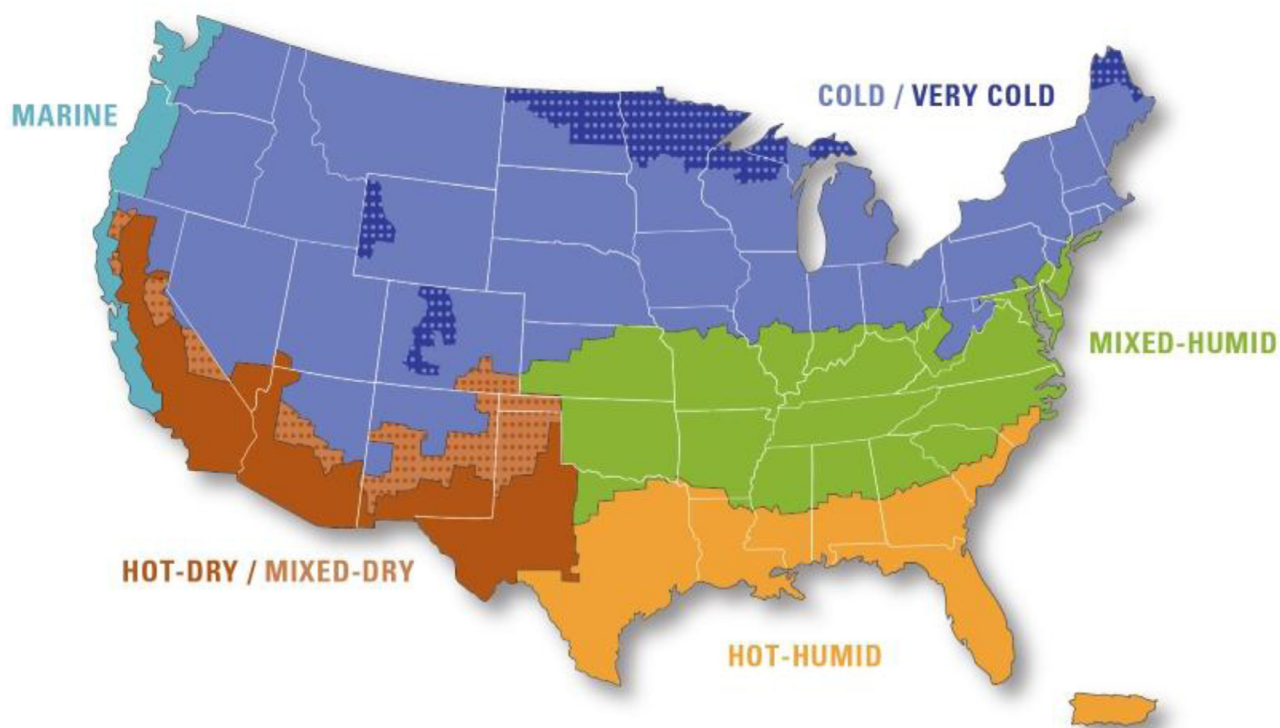 MARINE
COLD / VERY COLD
MIXED-HUMID
HOT-DRY / MIXED-DRY
HOT-HUMID